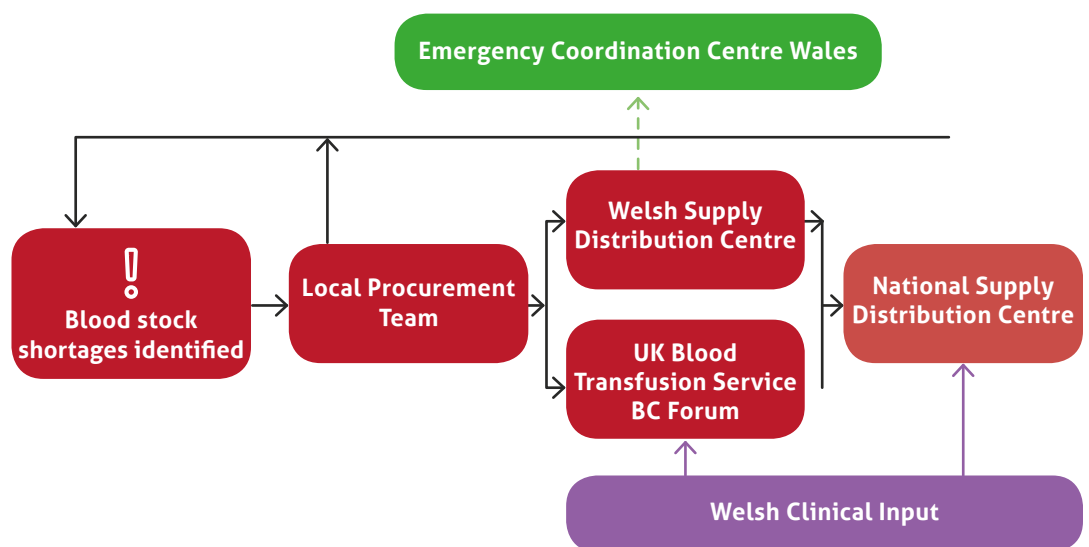 Emergency Coordination Centre Wales
!
Blood stock
shortages identified
Local Procurement
Team
Welsh Supply
Distribution Centre
UK Blood
Transfusion Service
BC Forum
National Supply
Distribution Centre
Welsh Clinical Input